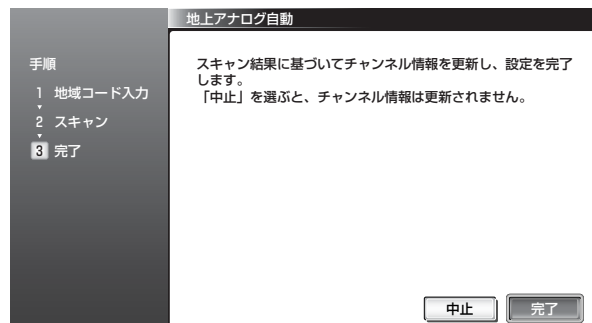 地上アナログ自動
手順
1 地域コード入力
2 スキャン
3 完了
スキャン結果に基づいてチャンネル情報を更新し、設定を完了
します。
「中止」を選ぶと、チャンネル情報は更新されません。
中止
完了